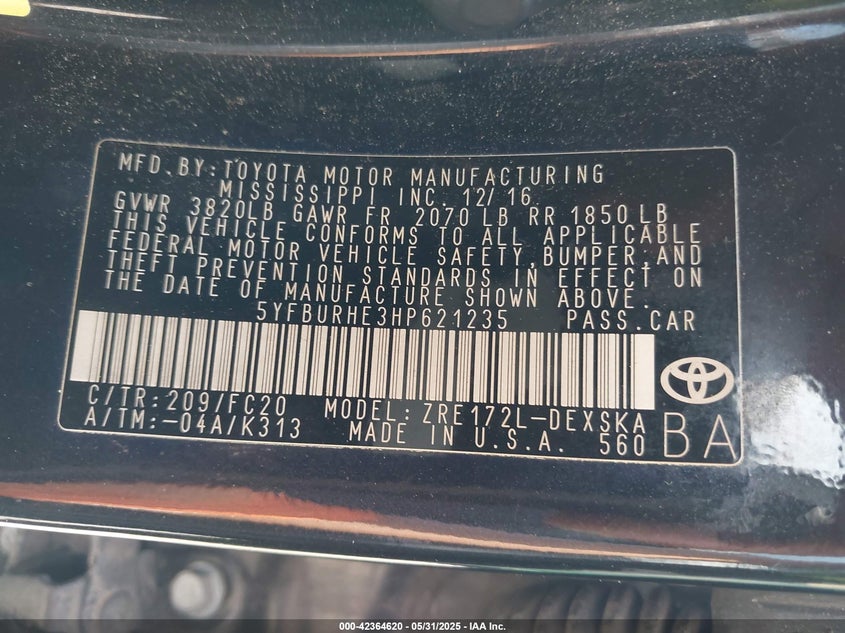 MFD.BY:TOYOTA MOTOR MANUFACTURING
MISSISSIPPI INC. 12/16
GVWR 3820LB GAWR FR 2070 LB RR 1850 LB
THIS VEHICLE CONFORMS TO ALL APPLICABLE
FEDERAL MOTOR VEHICLE SAFETY,BUMPER,AND
THEFT PREVENTION STANDARDS IN EFFECT ON
THE DATE OF MANUFACTURE SHOWN ABOVE.
5YFBURHE3HP621235 PASS.CAR
C/TR:209/FC20 MODEL:ZRE172L-DEXSKA
A/TM:-04A/K313 MADE IN U.S.A. 560 BA
000-42364620 - 05/31/2025 - IAA Inc.